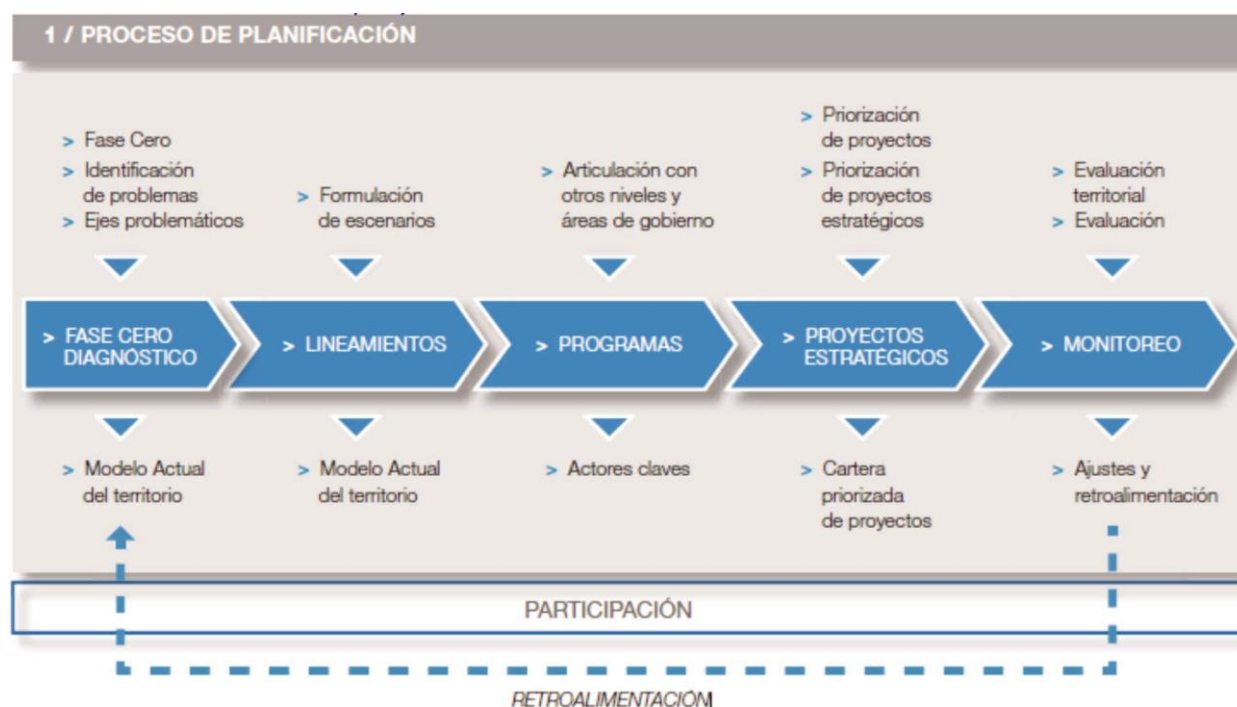 1 / PROCESO DE PLANIFICACIÓN
> Fase Cero
> Identificación
de problemas
> Ejes problemáticos
> Formulación
de escenarios
> Articulación con
otros niveles y
áreas de gobierno
> Priorización
de proyectos
> Priorización
de proyectos
estratégicos
> Evaluación
territorial
> Evaluación
> FASE CERO
DIAGNÓSTICO
> LINEAMIENTOS
> PROGRAMAS
> PROYECTOS
ESTRATÉGICOS
> MONITOREO
> Modelo Actual
del territorio
> Modelo Actual
del territorio
> Actores claves
> Cartera
priorizada
de proyectos
> Ajustes y
retroalimentación
PARTICIPACIÓN
RETROALIMENTACIÓN